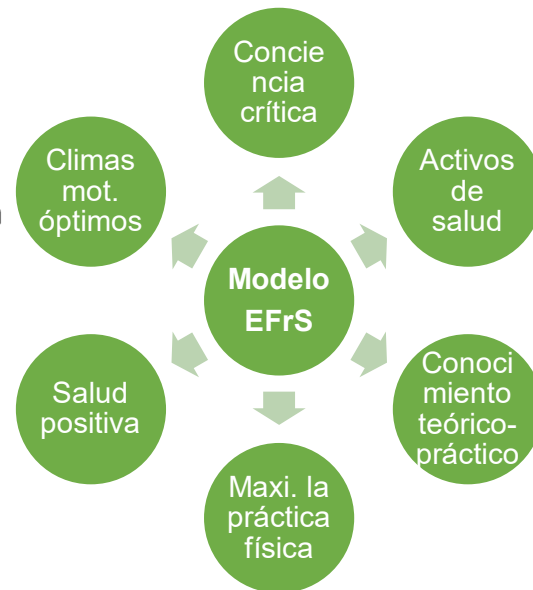 Concie
ncia
crítica
Climas
mot.
óptimos
Activos
de
salud
Modelo
EFrS
Salud
positiva
Conoci
miento
teórico-
práctico
Maxi. la
práctica
física